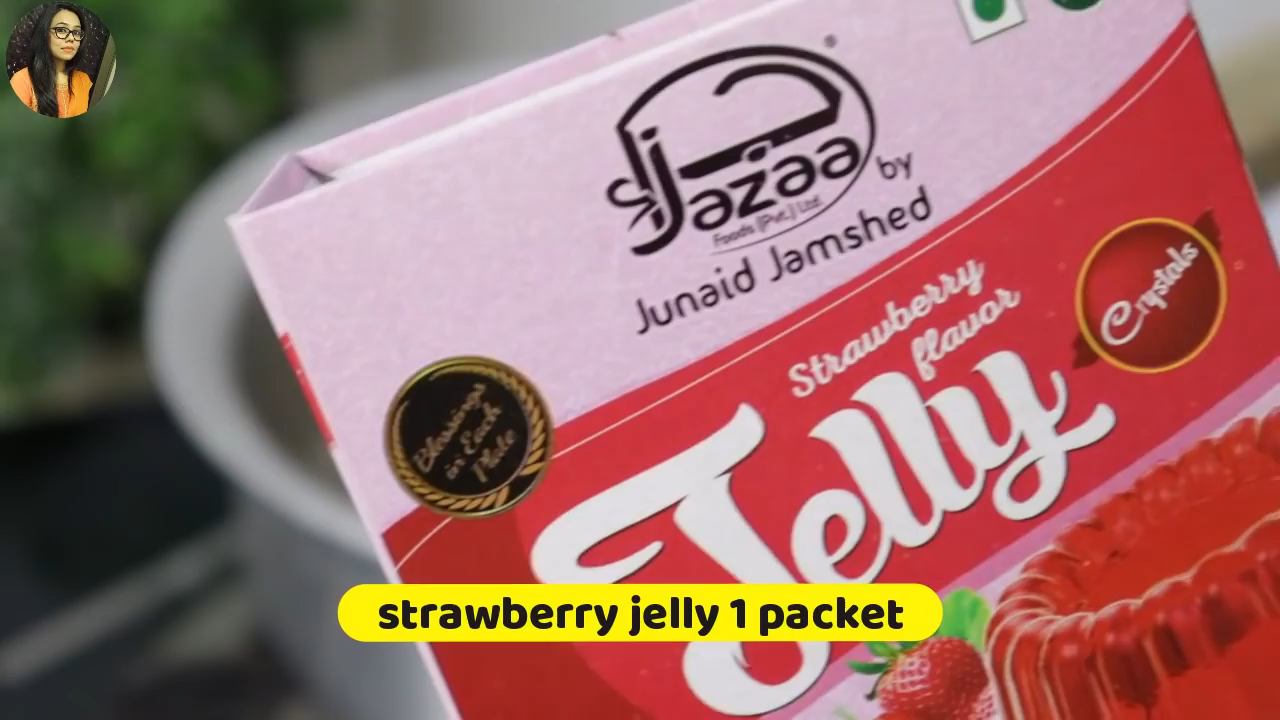 Jazaa
Foods (Pvt.) Ltd.
by
Junaid Jamshed
Strawberry
flavor
Crystals
Jelly
Blessings
in Each
Plate
strawberry jelly 1 packet